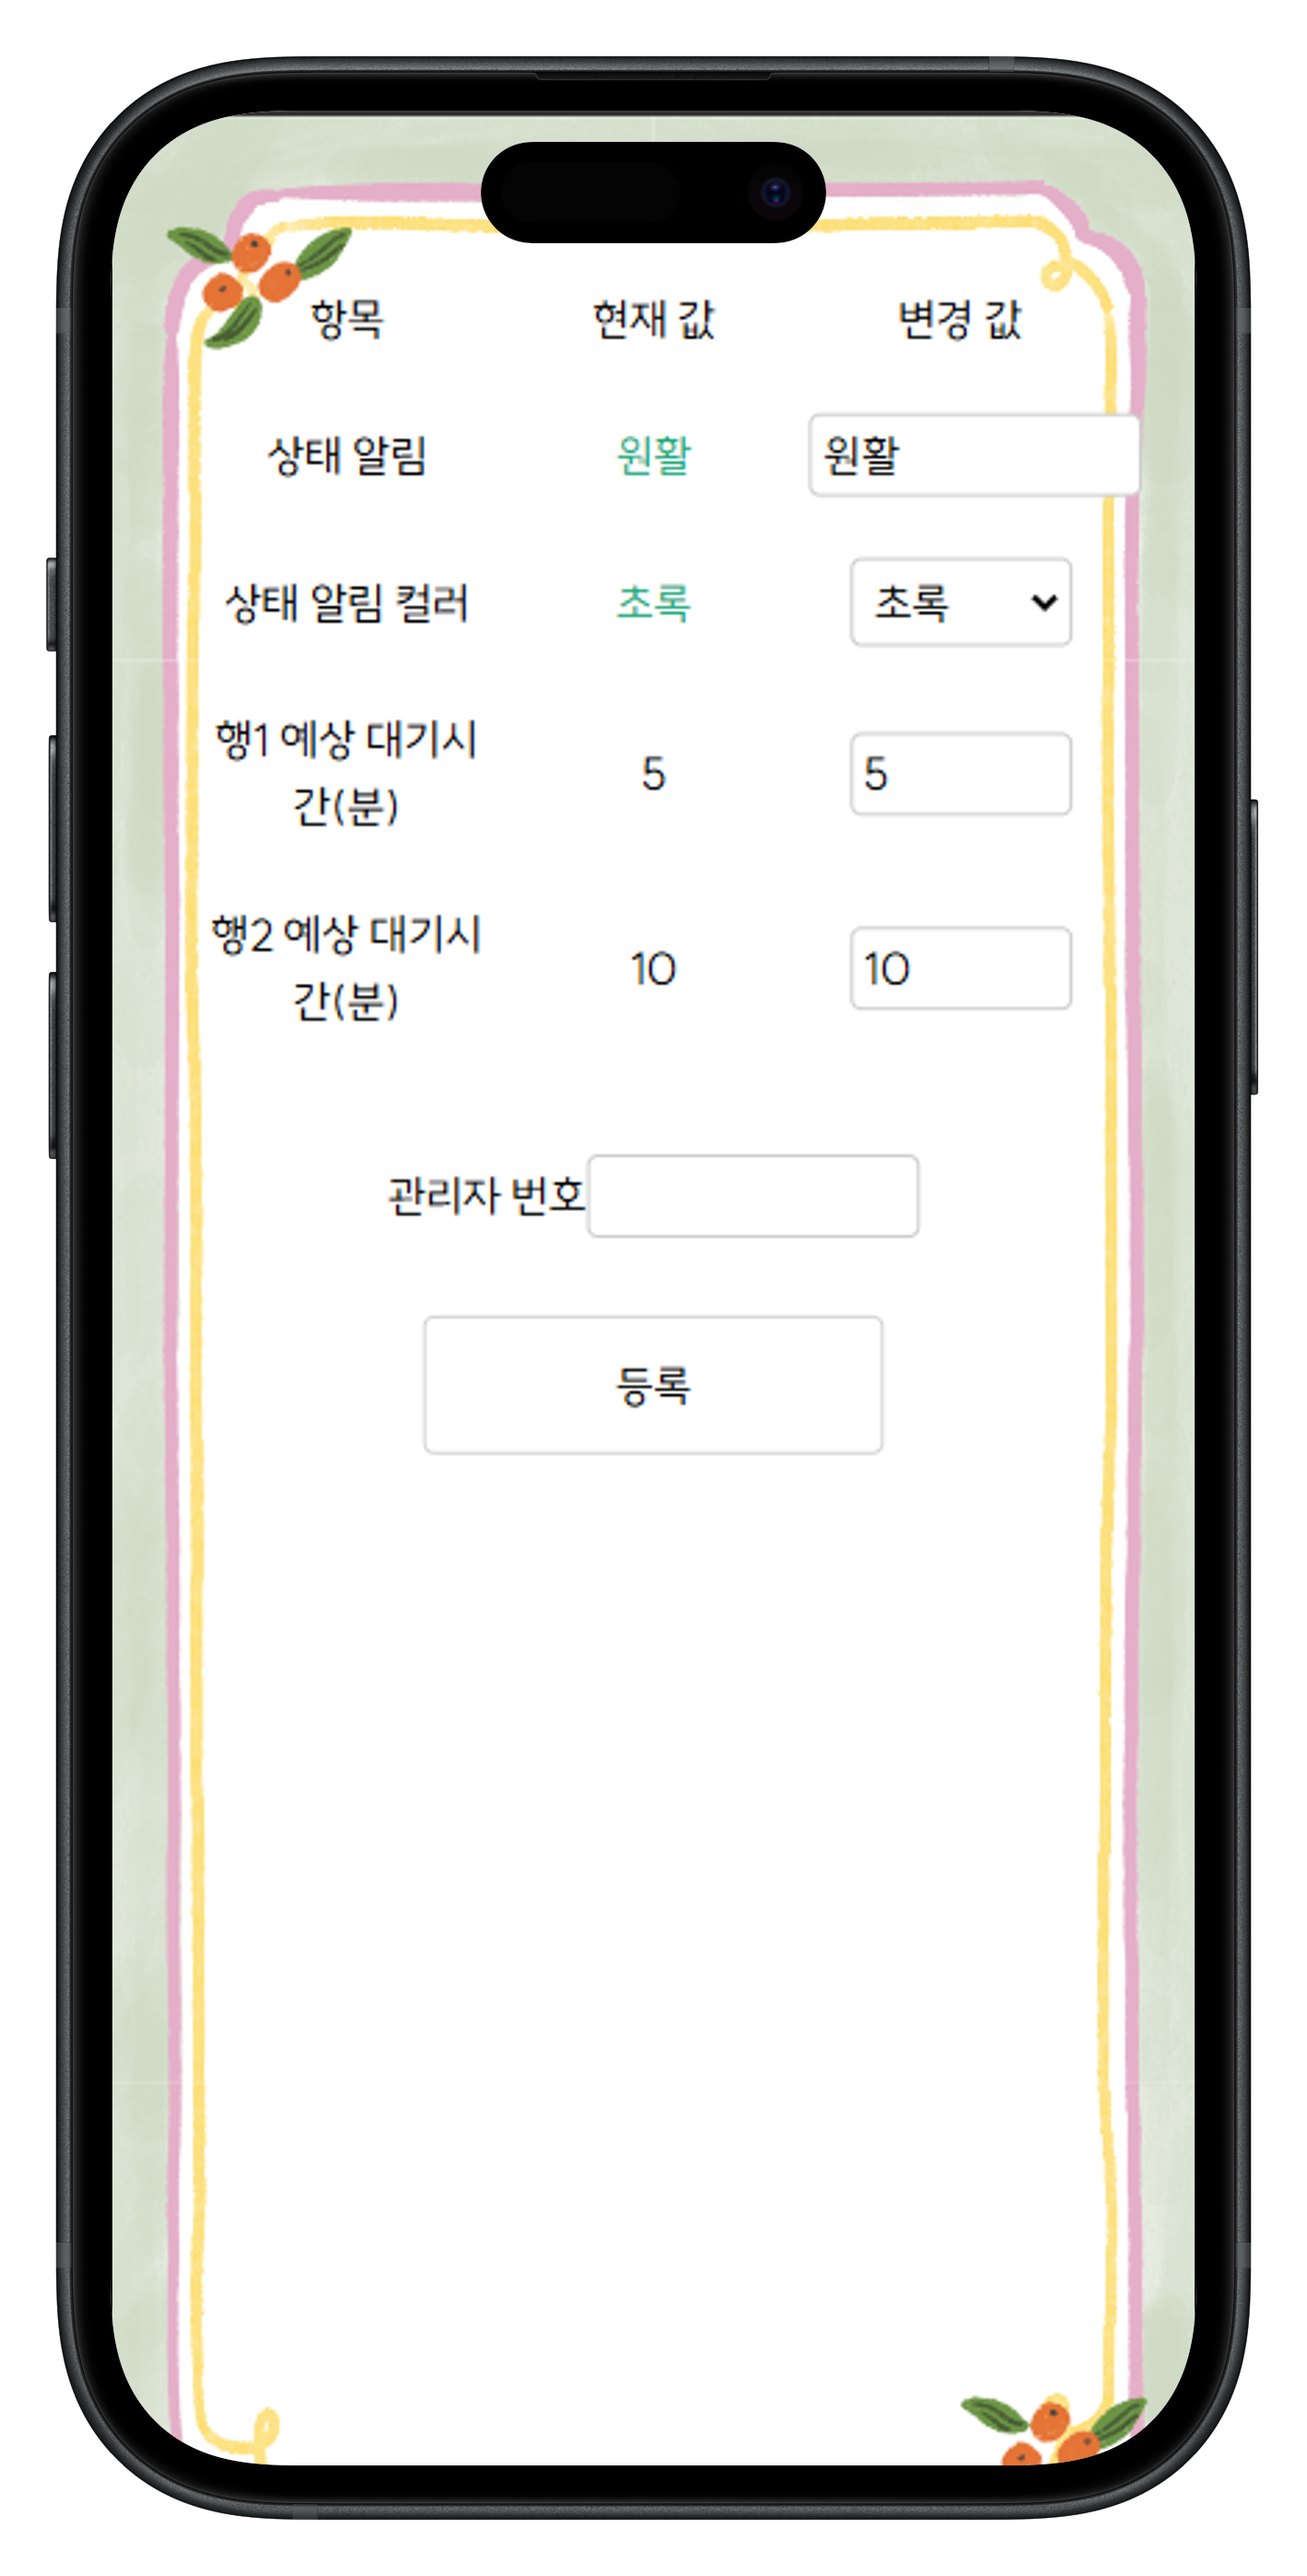 항목 현재 값 변경 값
상태 알림 원활 원활
상태 알림 컬러 초록 초록
행1 예상 대기시
간(분) 5 5
행2 예상 대기시
간(분) 10 10
관리자 번호
등록